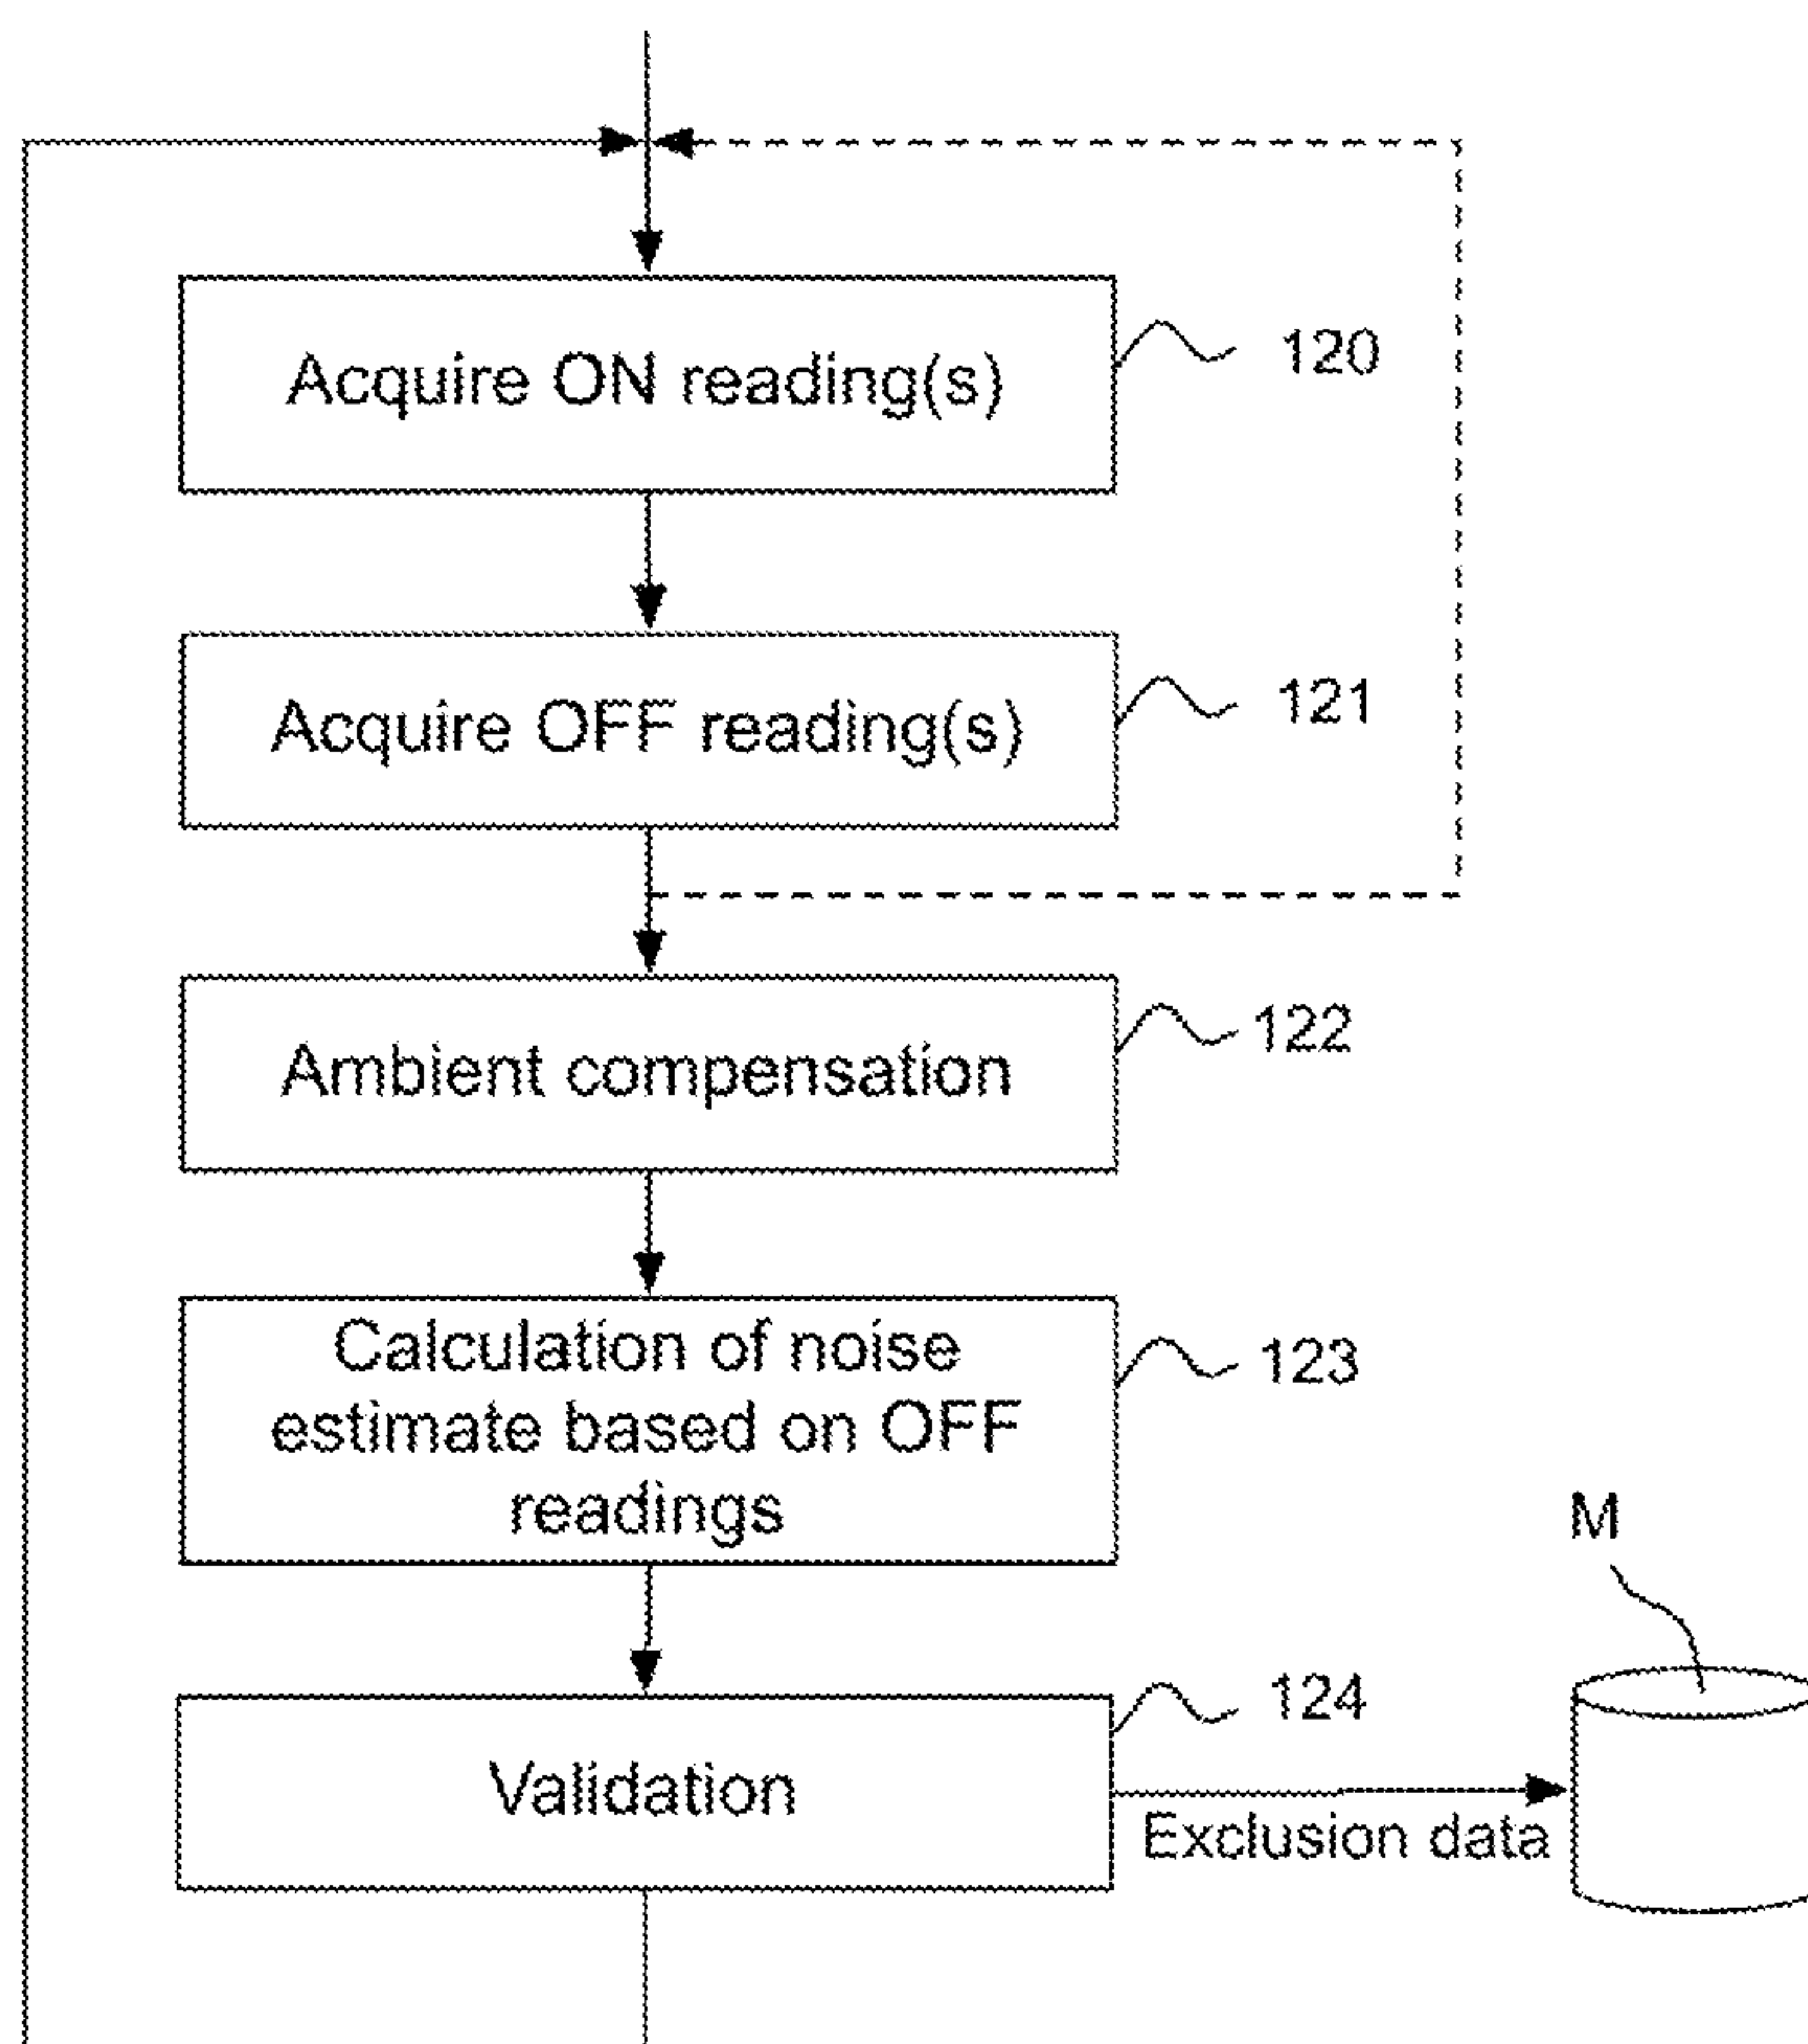 Acquire ON reading(s)
120
Acquire OFF reading(s)
121
Ambient compensation
122
Calculation of noise
estimate based on OFF
readings
123
M
Validation
124
Exclusion data